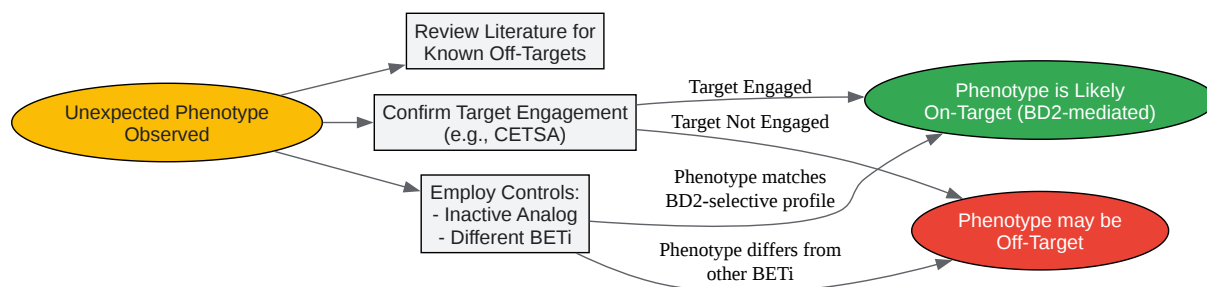 Review Literature for
Known Off-Targets
Unexpected Phenotype
Observed
Confirm Target Engagement
(e.g., CETSA)
Target Engaged
Target Not Engaged
Phenotype is Likely
On-Target (BD2-mediated)
Employ Controls:
- Inactive Analog
- Different BETi
Phenotype matches
BD2-selective profile
Phenotype differs from
other BETi
Phenotype may be
Off-Target